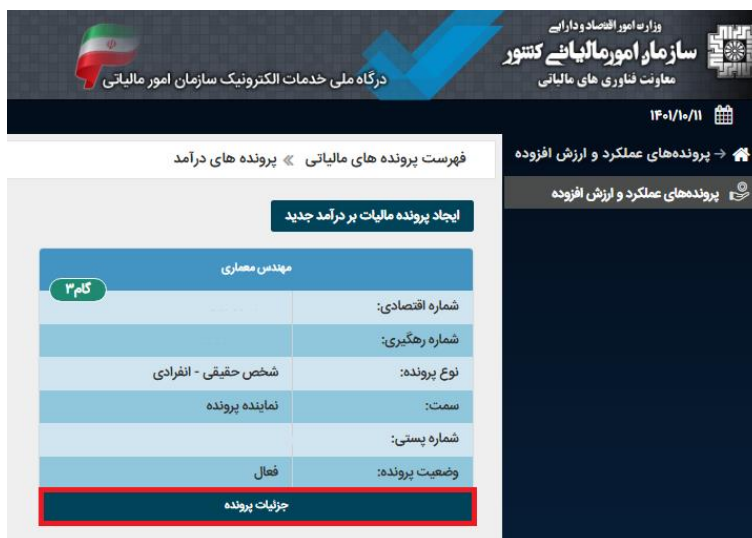 وزارت امور اقتصاد و دارایی
سازمان امور مالیاتی کشور
معاونت فناوری های مالیاتی
درگاه ملی خدمات الکترونیک سازمان امور مالیاتی
۱۴۰۱/۱۰/۱۱
پرونده‌های عملکرد و ارزش افزوده
پرونده‌های عملکرد و ارزش افزوده
فهرست پرونده های مالیاتی » پرونده های درآمد
ایجاد پرونده مالیات بر درآمد جدید
مهندس معماری
گام۳
شماره اقتصادی:
شماره رهگیری:
نوع پرونده: شخص حقیقی - انفرادی
سمت: نماینده پرونده
شماره پستی:
وضعیت پرونده: فعال
جزئیات پرونده